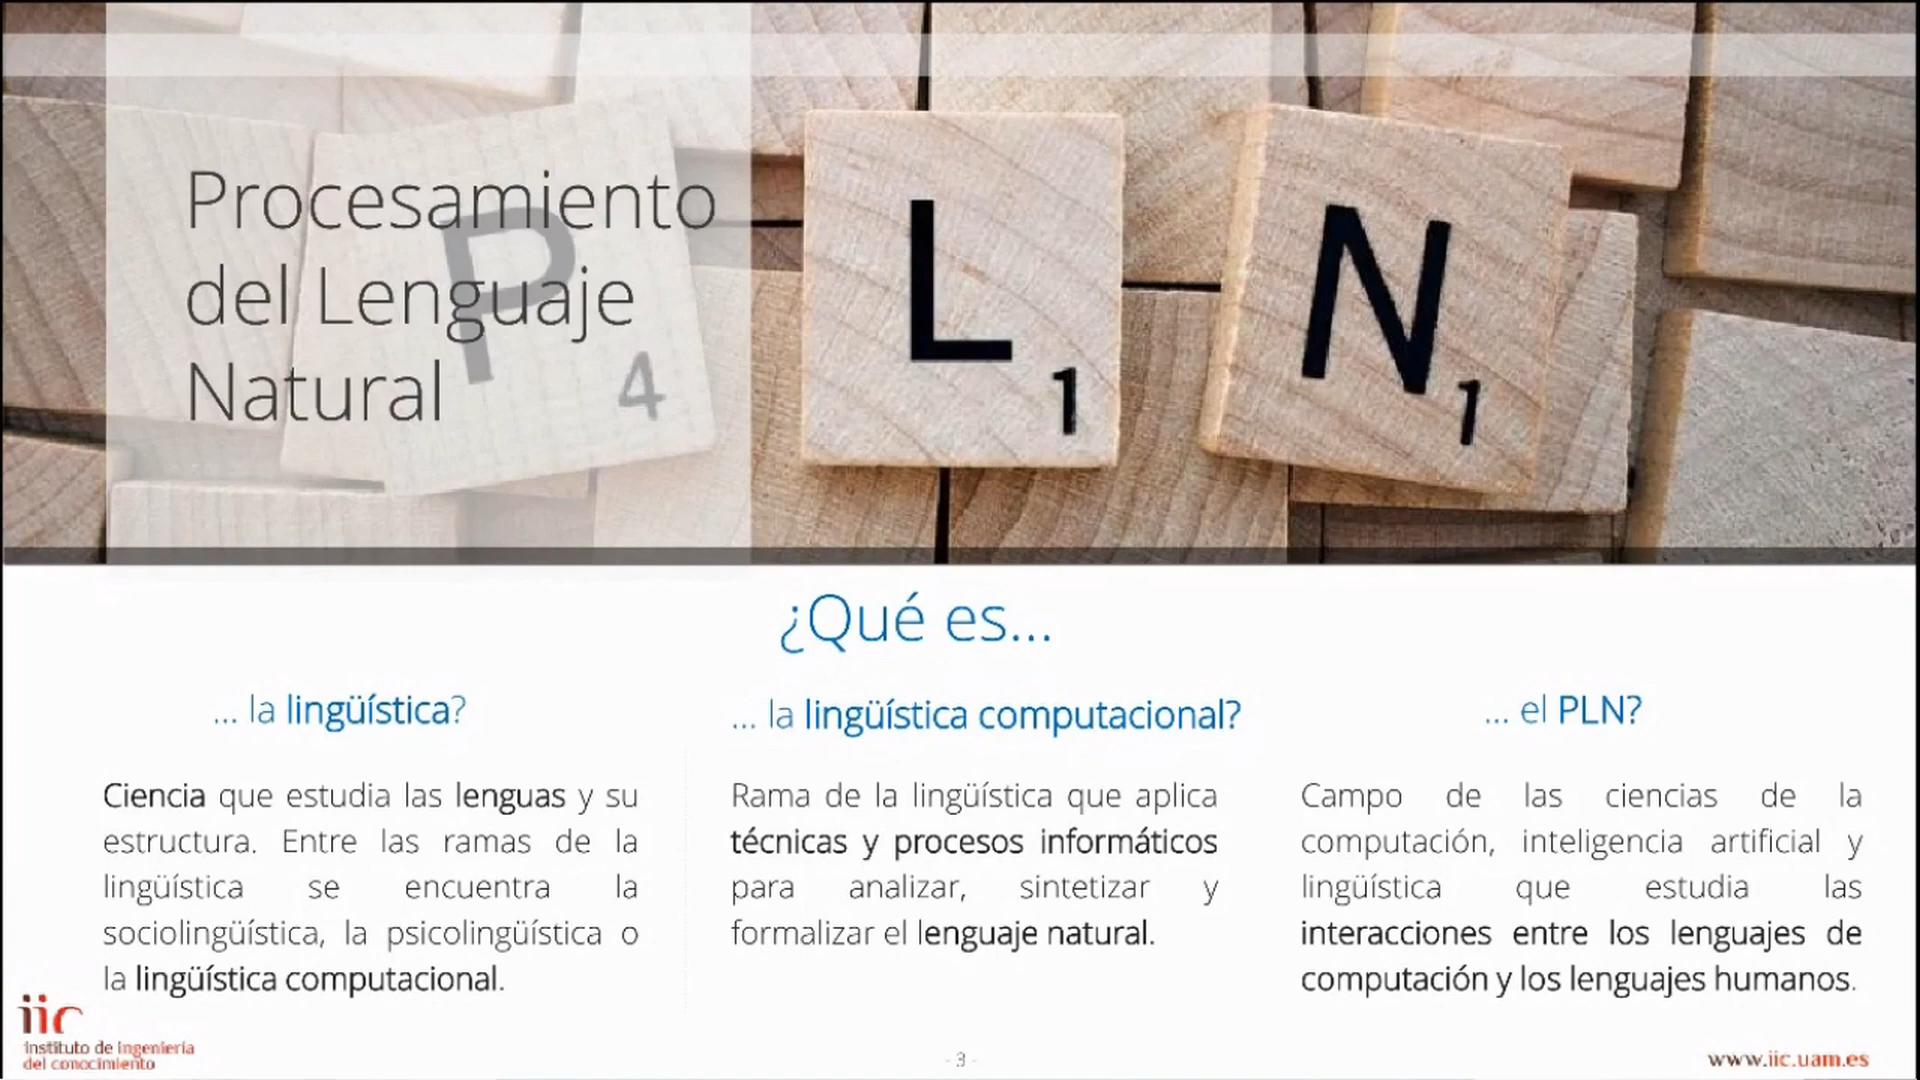 Procesamiento
del Lenguaje
Natural
P
4
L
1
N
1
¿Qué es...
... la lingüística?
Ciencia que estudia las lenguas y su
estructura. Entre las ramas de la
lingüística se encuentra la
sociolingüística, la psicolingüística o
la lingüística computacional.
... la lingüística computacional?
Rama de la lingüística que aplica
técnicas y procesos informáticos
para analizar, sintetizar y
formalizar el lenguaje natural.
... el PLN?
Campo de las ciencias de la
computación, inteligencia artificial y
lingüística que estudia las
interacciones entre los lenguajes de
computación y los lenguajes humanos.
iic
instituto de ingeniería
del conocimiento
- 3 -
www.iic.uam.es